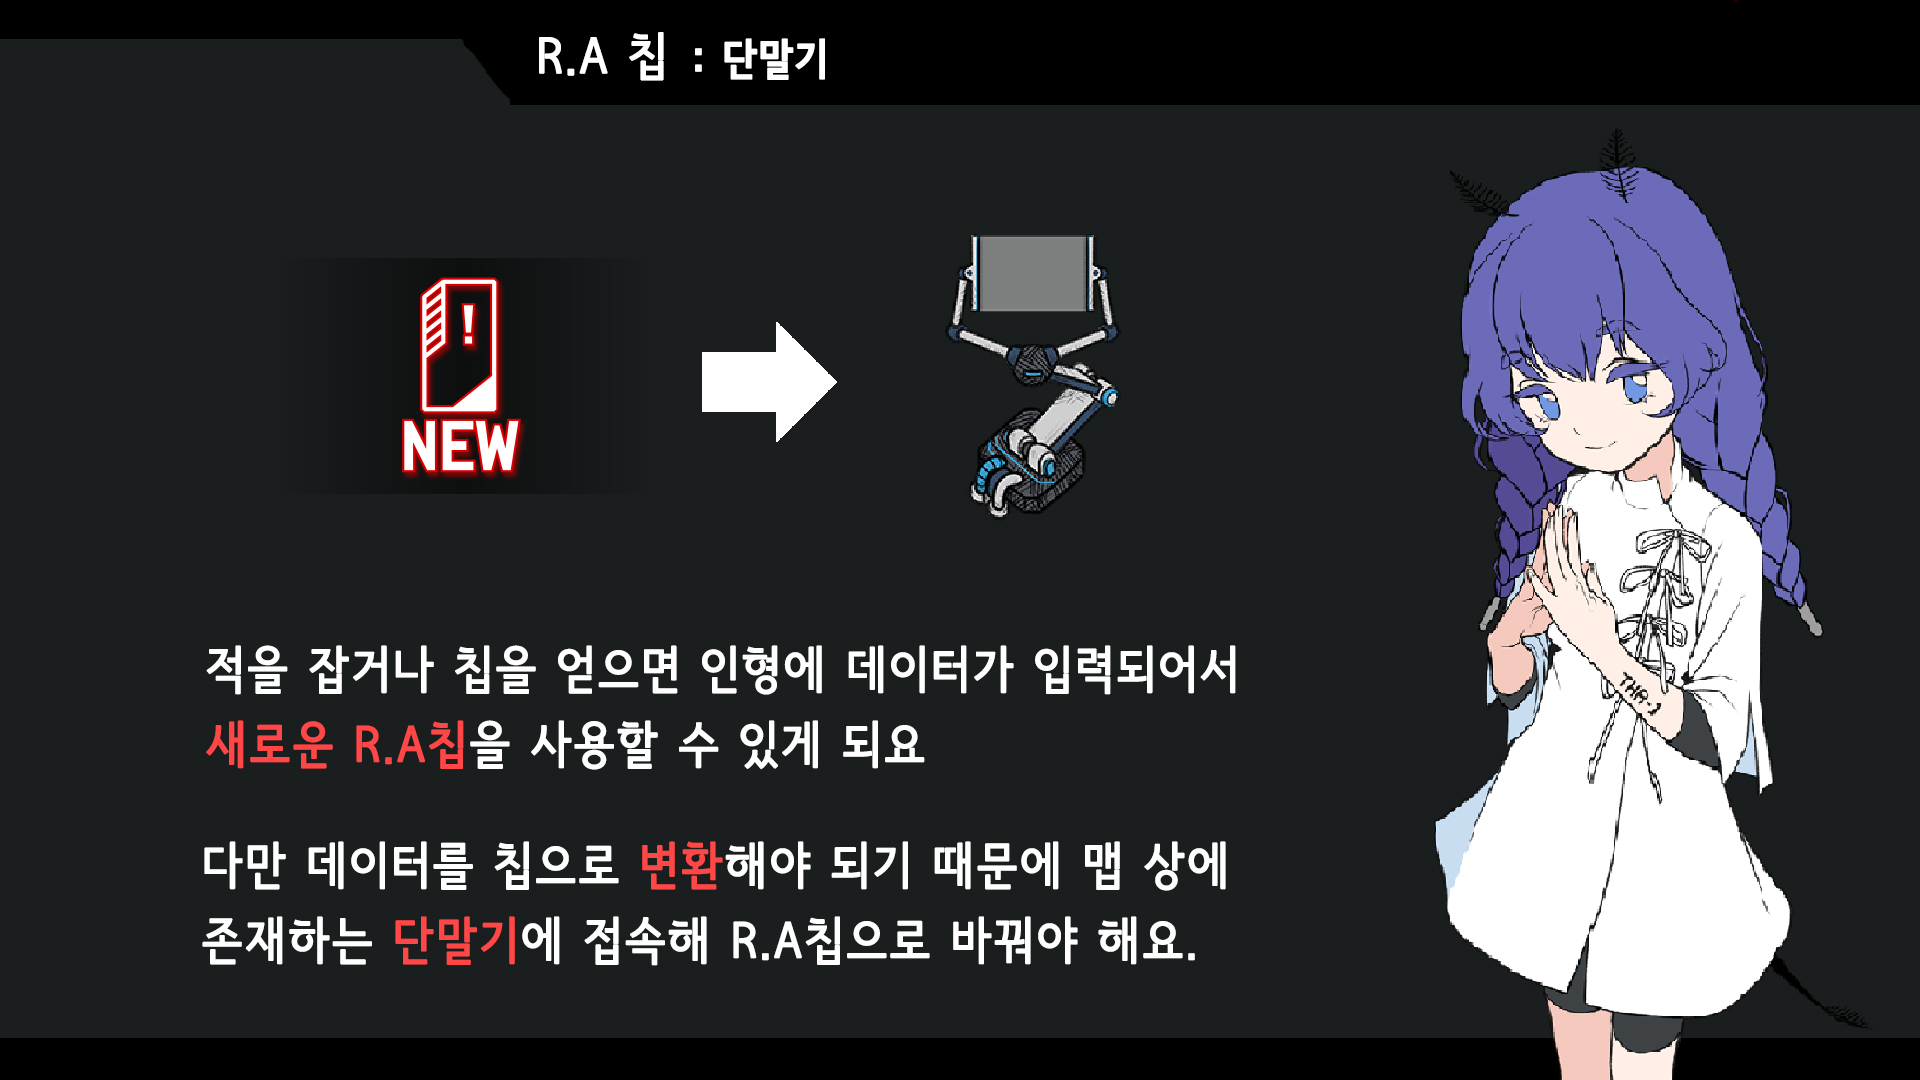 R.A 칩 : 단말기
!
NEW
적을 잡거나 칩을 얻으면 인형에 데이터가 입력되어서
새로운 R.A칩을 사용할 수 있게 되요
다만 데이터를 칩으로 변환해야 되기 때문에 맵 상에
존재하는 단말기에 접속해 R.A칩으로 바꿔야 해요.